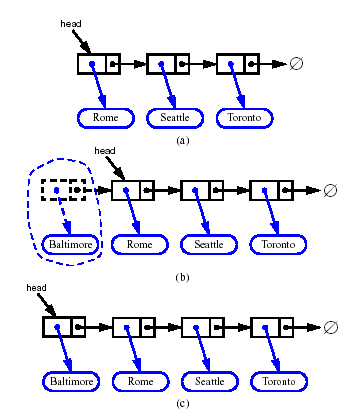 head
∅
Rome Seattle Toronto
(a)
head
∅
Baltimore Rome Seattle Toronto
(b)
head
∅
Baltimore Rome Seattle Toronto
(c)